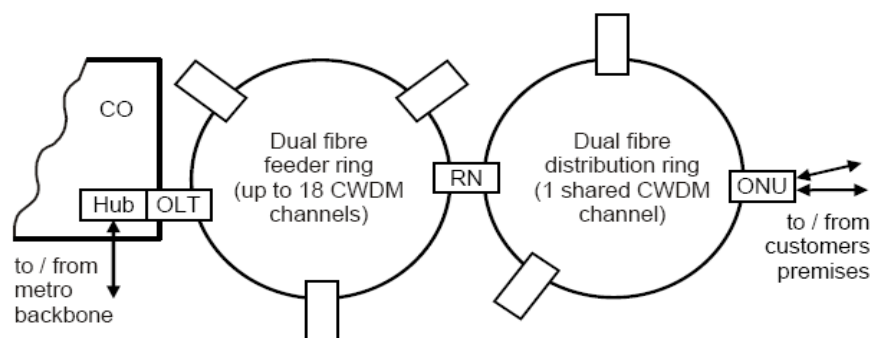 CO
Hub
OLT
to / from
metro
backbone
Dual fibre
feeder ring
(up to 18 CWDM
channels)
RN
Dual fibre
distribution ring
(1 shared CWDM
channel)
ONU
to / from
customers
premises